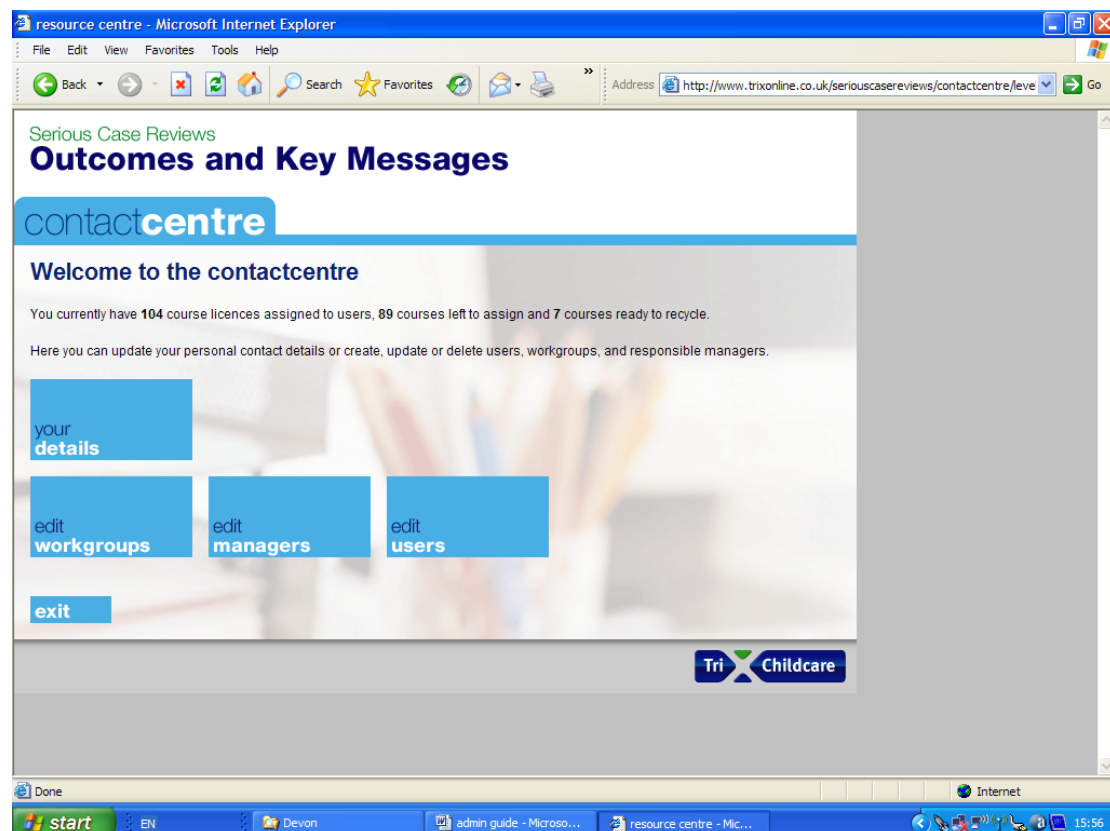 resource centre - Microsoft Internet Explorer
File Edit View Favorites Tools Help
Back Search Favorites » Address http://www.trixonline.co.uk/seriouscasereviews/contactcentre/leve Go
Serious Case Reviews
Outcomes and Key Messages
contactcentre
Welcome to the contactcentre
You currently have 104 course licences assigned to users, 89 courses left to assign and 7 courses ready to recycle.
Here you can update your personal contact details or create, update or delete users, workgroups, and responsible managers.
your
details
edit
workgroups
edit
managers
edit
users
exit
Tri Childcare
Done Internet
start EN Devon admin guide - Microso... resource centre - Mic... 15:56